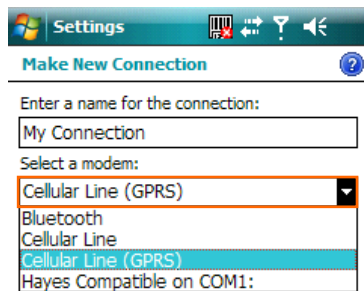 Settings
Make New Connection
?
Enter a name for the connection:
My Connection
Select a modem:
Cellular Line (GPRS)
Bluetooth
Cellular Line
Cellular Line (GPRS)
Hayes Compatible on COM1: